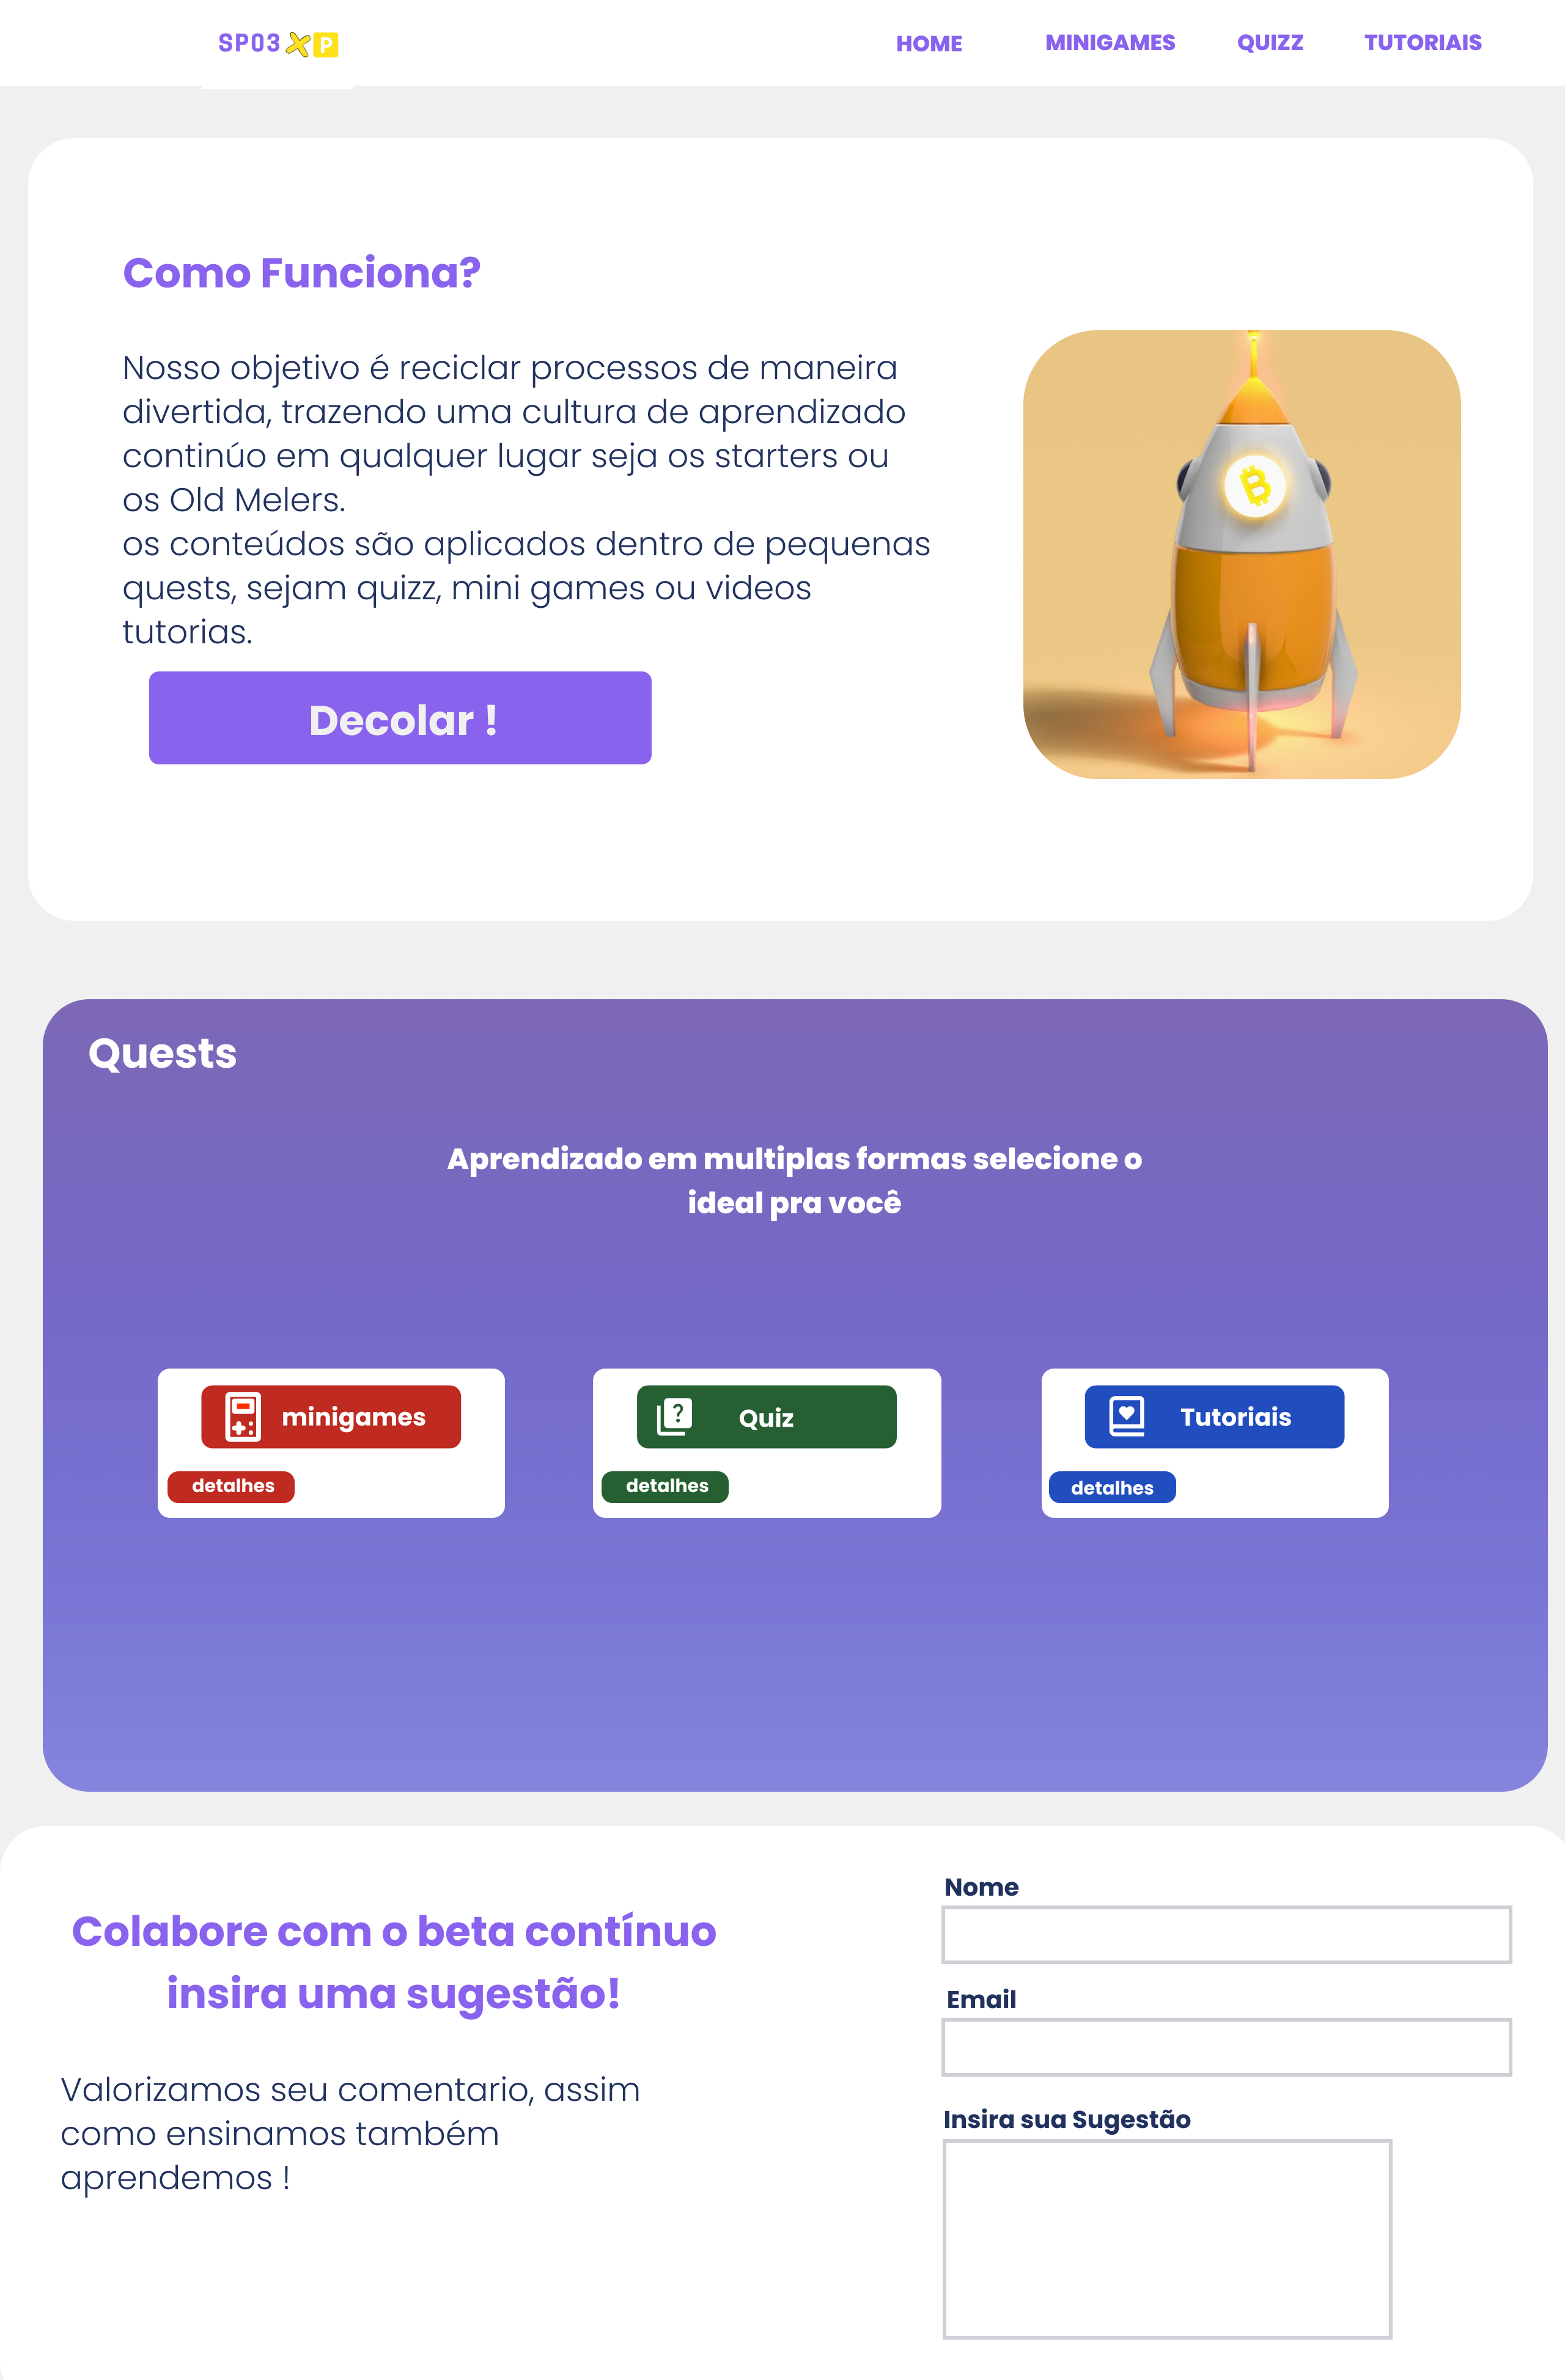 SP03 XP
HOME MINIGAMES QUIZZ TUTORIAIS
Como Funciona?
Nosso objetivo é reciclar processos de maneira
divertida, trazendo uma cultura de aprendizado
continúo em qualquer lugar seja os starters ou
os Old Melers.
os conteúdos são aplicados dentro de pequenas
quests, sejam quizz, mini games ou videos
tutorias.
Decolar !
Quests
Aprendizado em multiplas formas selecione o
ideal pra você
minigames
detalhes
Quiz
detalhes
Tutoriais
detalhes
Colabore com o beta contínuo
insira uma sugestão!
Valorizamos seu comentario, assim
como ensinamos também
aprendemos !
Nome
Email
Insira sua Sugestão